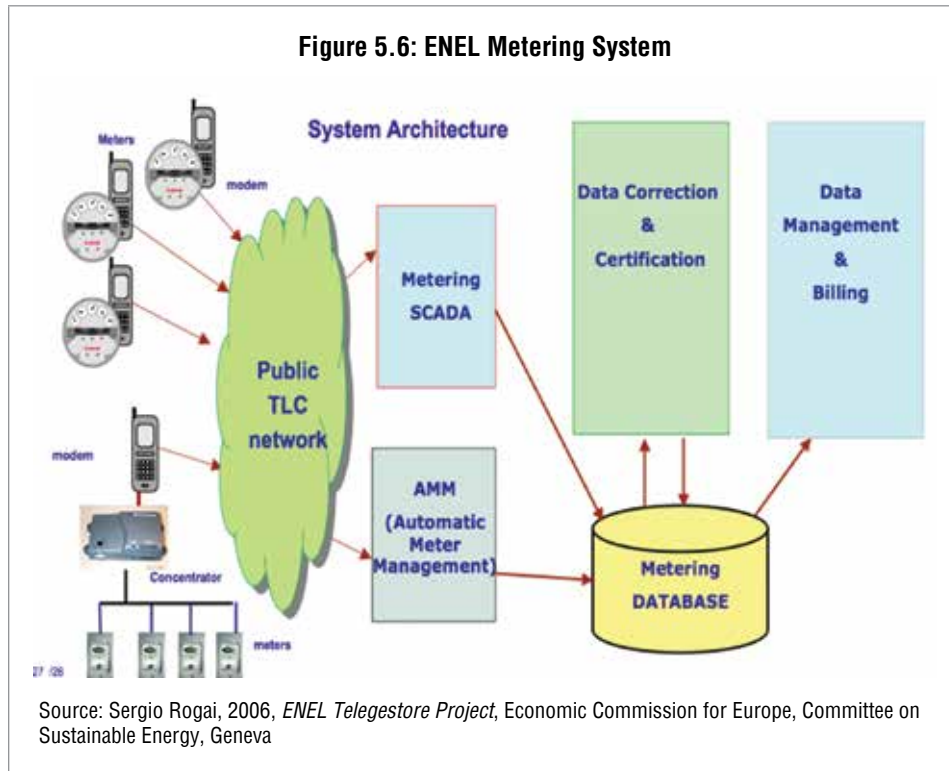 Figure 5.6: ENEL Metering System
System Architecture
Meters
modem
Public
TLC
network
modem
Concentrator
meters
27 /28
Metering
SCADA
AMM
(Automatic
Meter
Management)
Data Correction
&
Certification
Data
Management
&
Billing
Metering
DATABASE
Source: Sergio Rogai, 2006, ENEL Telegestore Project, Economic Commission for Europe, Committee on
Sustainable Energy, Geneva